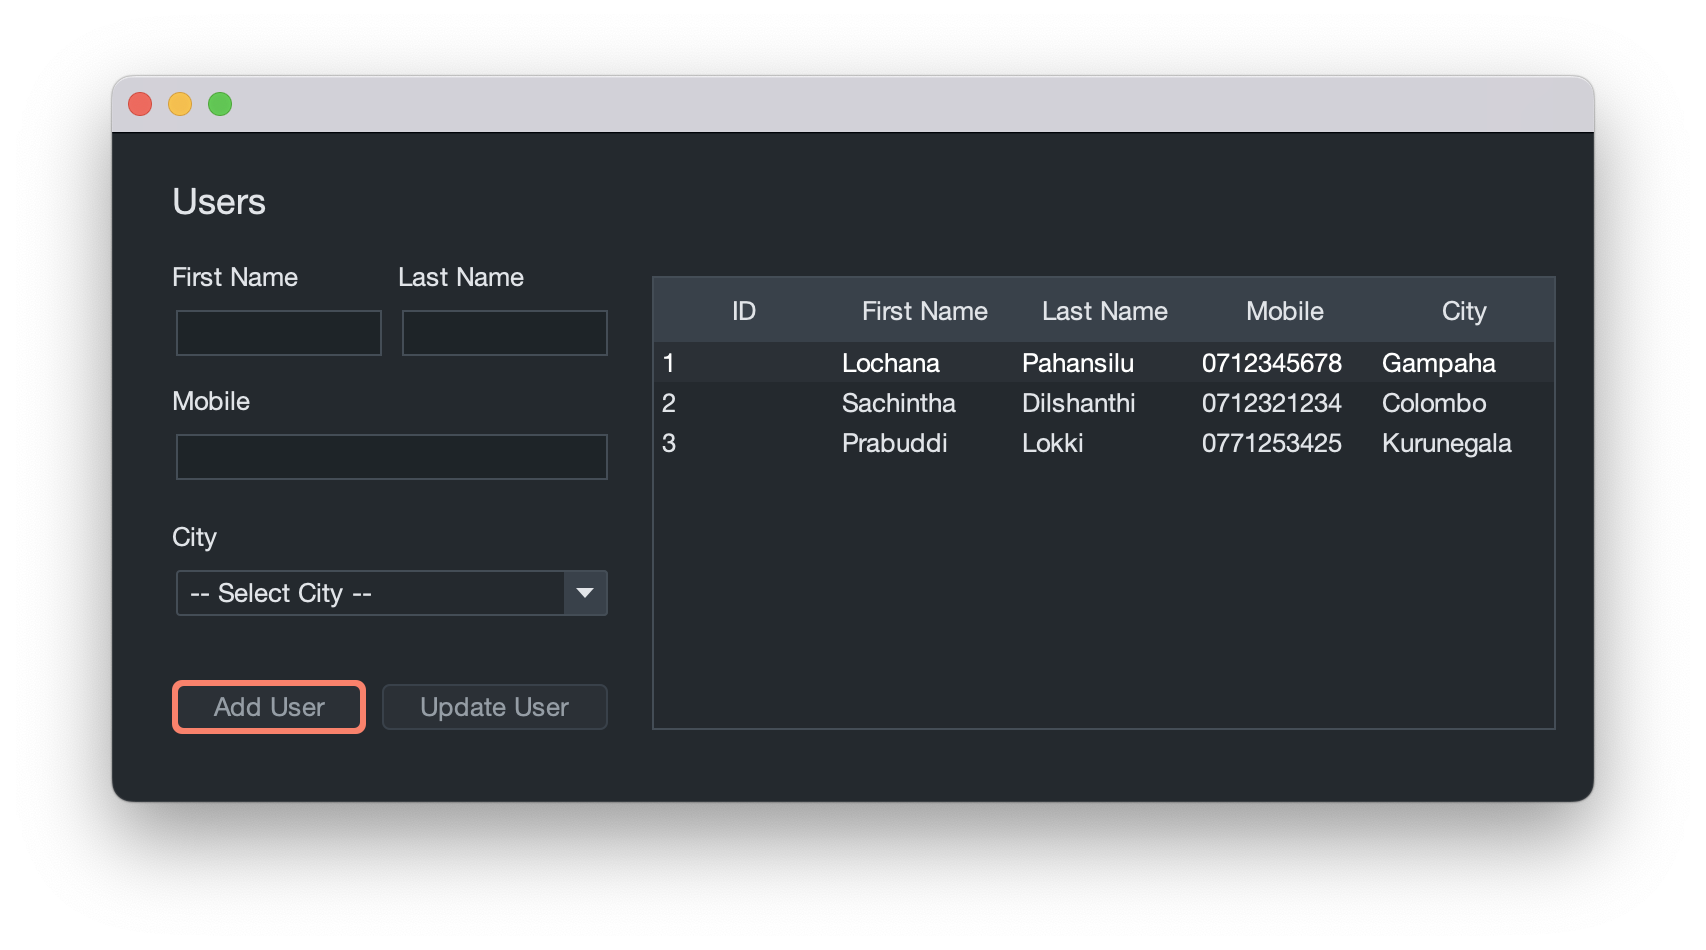 Users
First Name Last Name
Mobile
City
-- Select City --
Add User Update User
ID First Name Last Name Mobile City
1 Lochana Pahansilu 0712345678 Gampaha
2 Sachintha Dilshanthi 0712321234 Colombo
3 Prabuddi Lokki 0771253425 Kurunegala